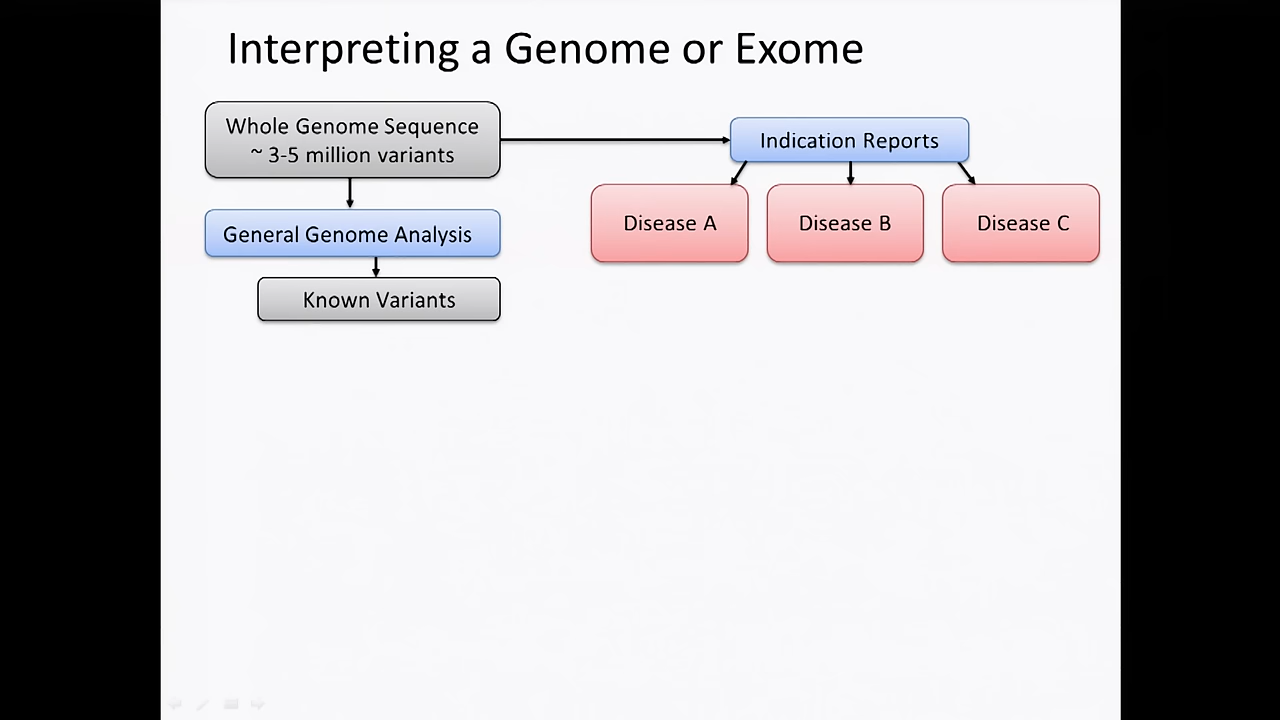 Interpreting a Genome or Exome
Whole Genome Sequence
~ 3-5 million variants
Indication Reports
Disease A
Disease B
Disease C
General Genome Analysis
Known Variants